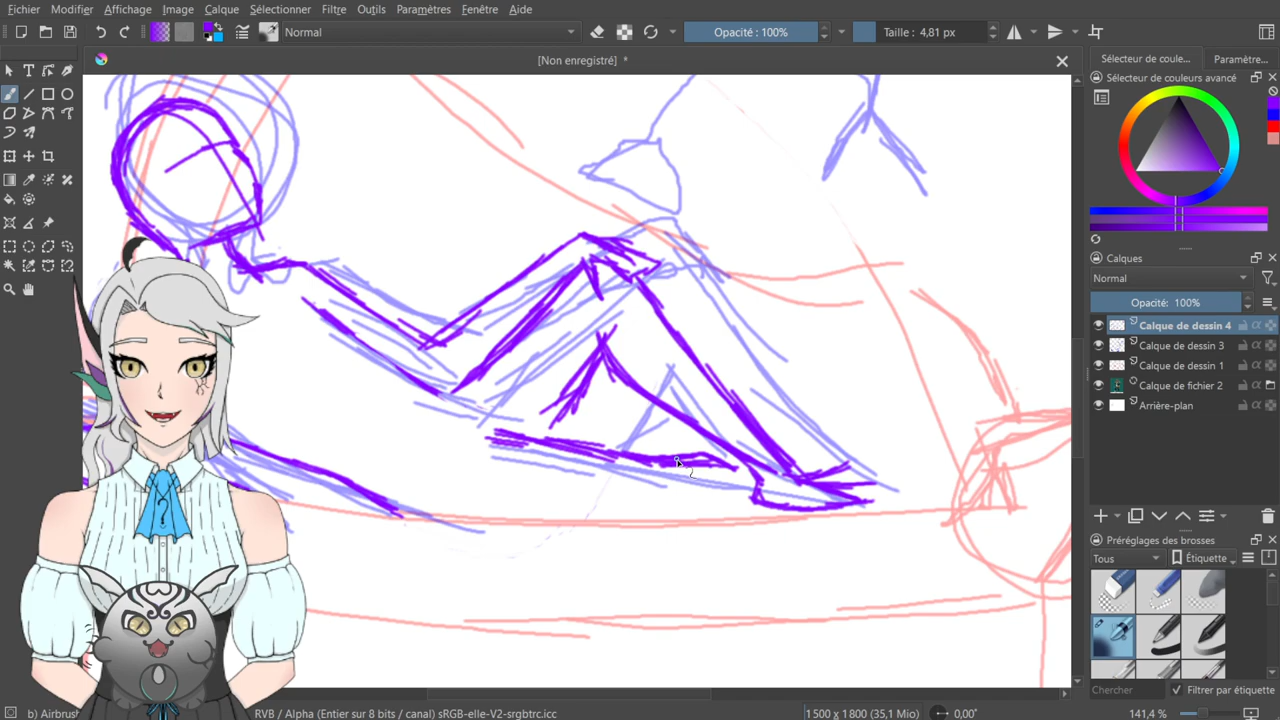 Fichier Modifier Affichage Image Calque Sélectionner Filtre Outils Paramètres Fenêtre Aide
Normal
Opacité : 100%
Taille : 4,81 px
[Non enregistré] *
Sélecteur de coule...
Paramètre...
Sélecteur de couleurs avancé
Calques
Normal
Opacité: 100%
Calque de dessin 4
Calque de dessin 3
Calque de dessin 1
Calque de fichier 2
Arrière-plan
Préréglages des brosses
Tous
Étiquette
Chercher
Filtrer par étiquette
b) Airbrus
RVB / Alpha (Entier sur 8 bits / canal) sRGB-elle-V2-srgbtrc.icc
1 500 x 1 800 (35,1 Mio)
0,00°
141,4 %